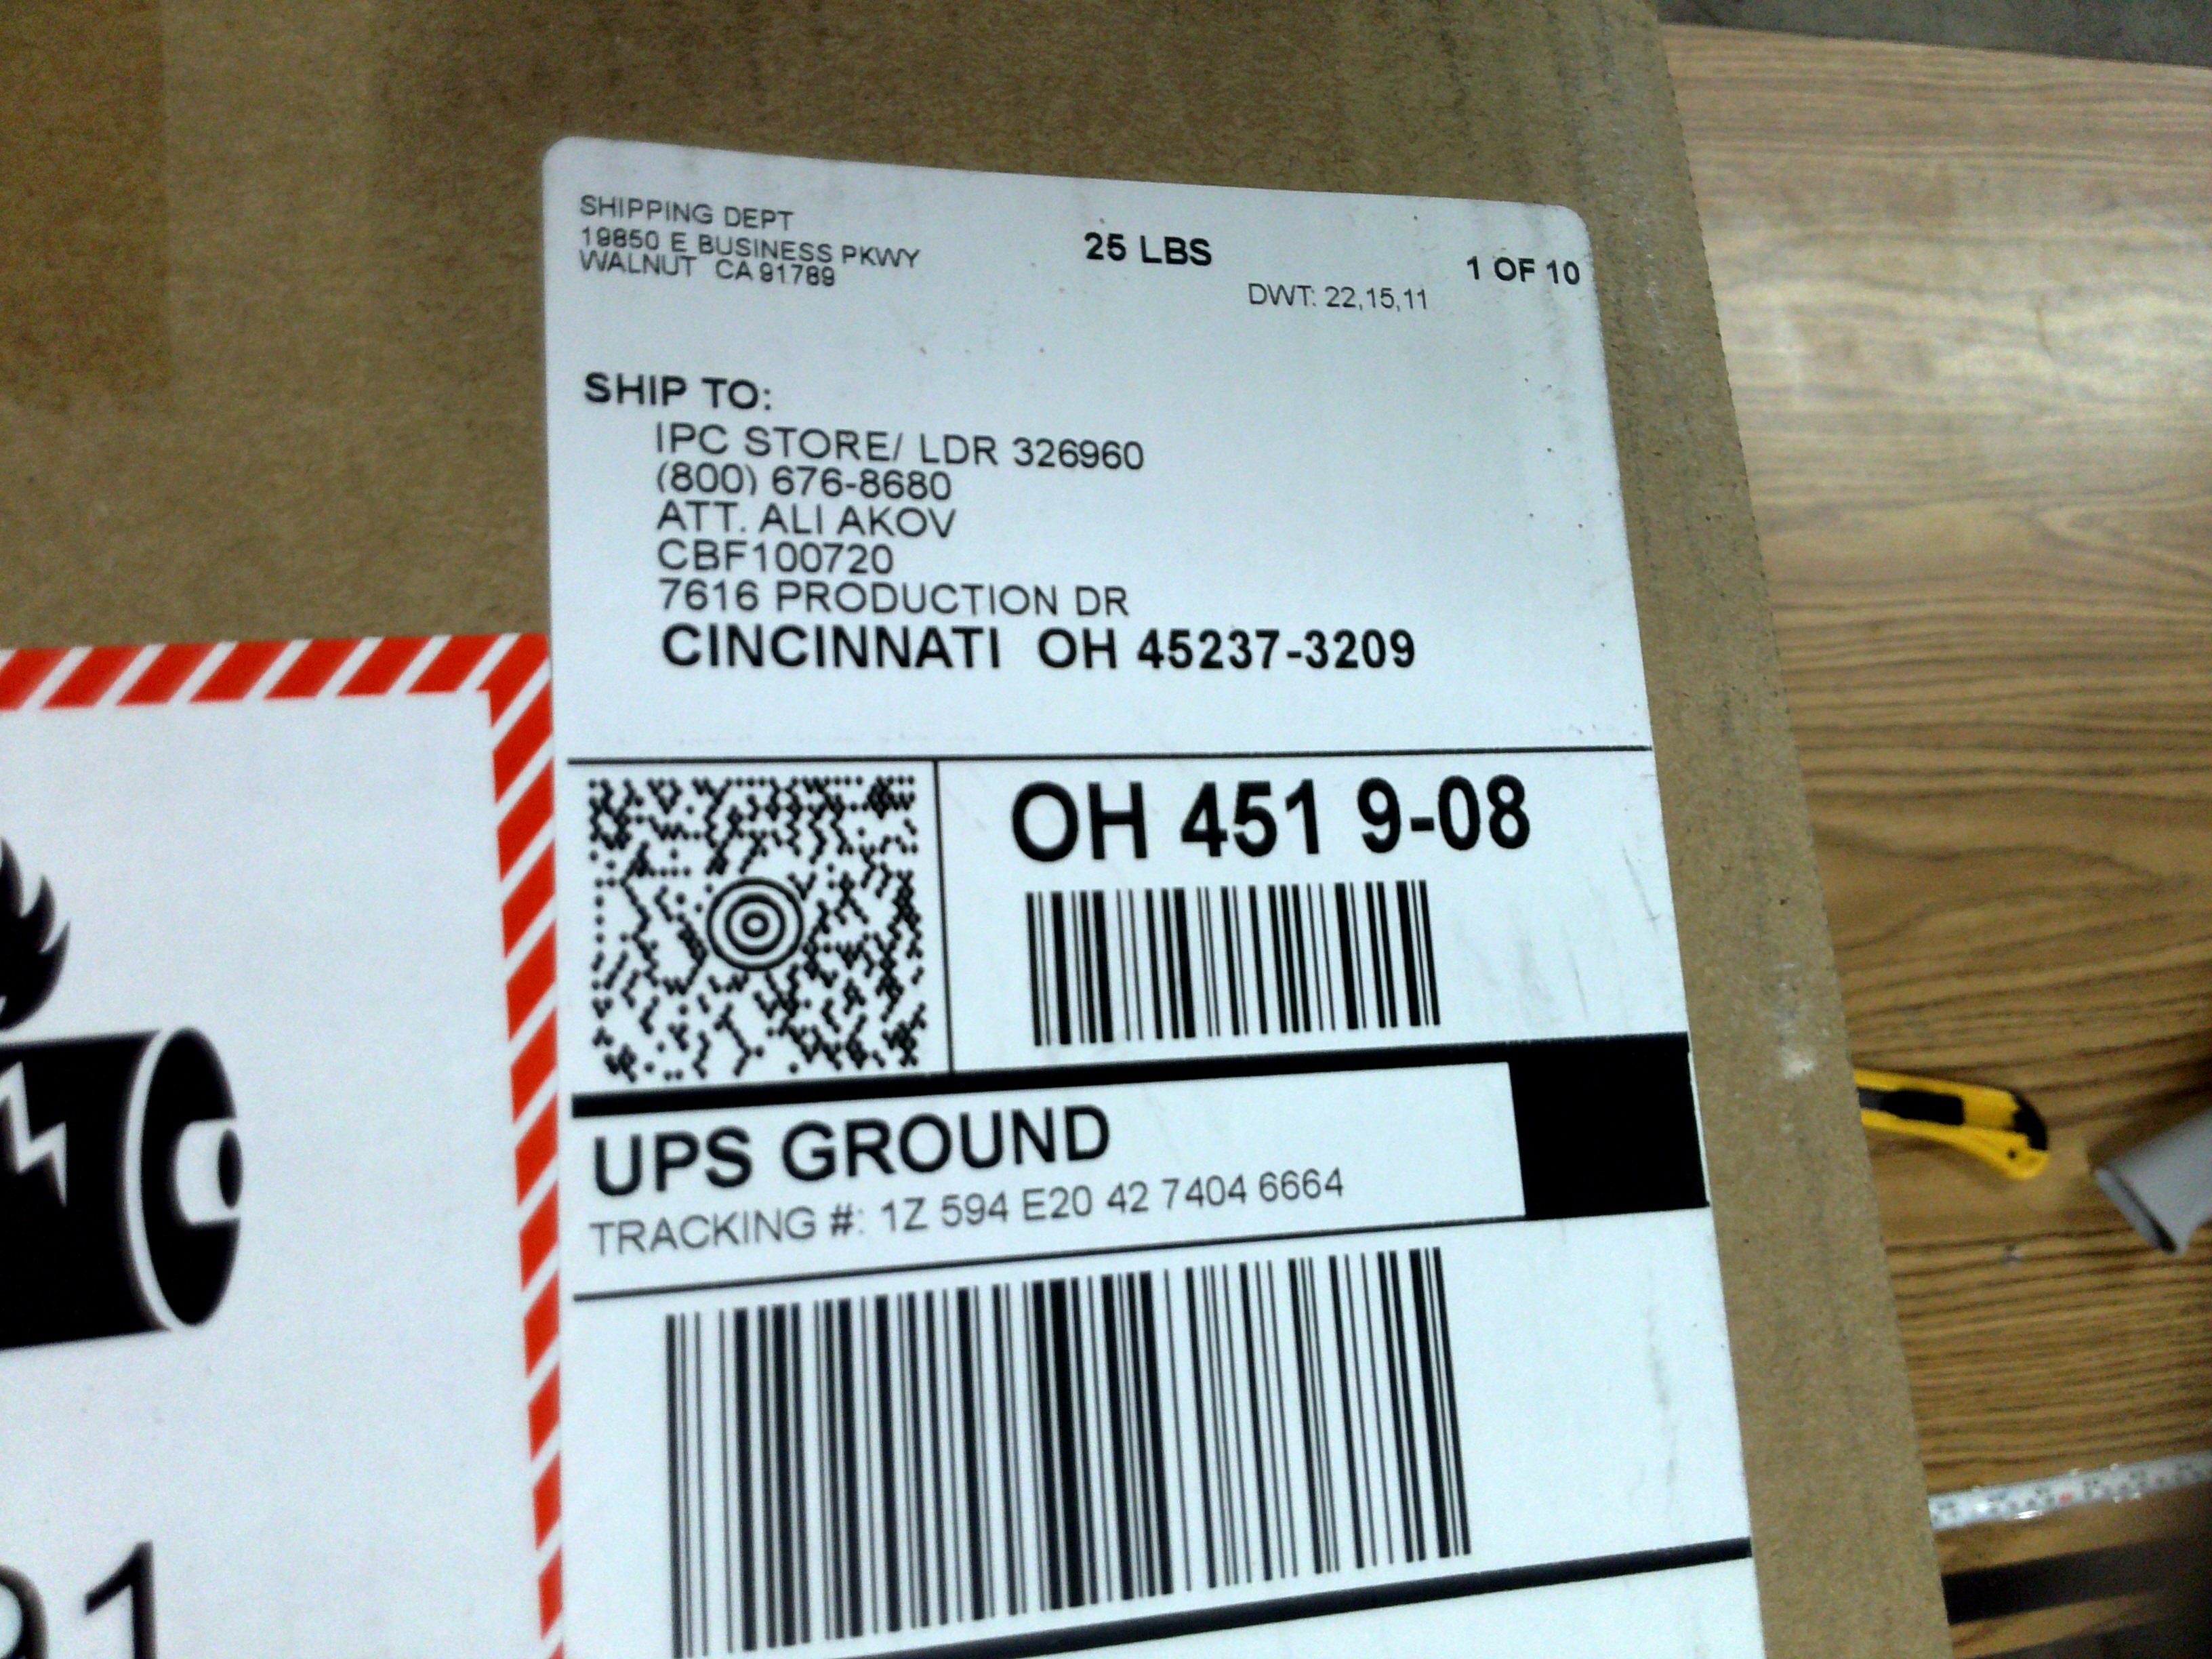 SHIPPING DEPT
19850 E BUSINESS PKWY
WALNUT CA 91789
25 LBS
1 OF 10
DWT: 22,15,11
SHIP TO:
IPC STORE/ LDR 326960
(800) 676-8680
ATT. ALI AKOV
CBF100720
7616 PRODUCTION DR
CINCINNATI OH 45237-3209
OH 451 9-08
UPS GROUND
TRACKING #: 1Z 594 E20 42 7404 6664